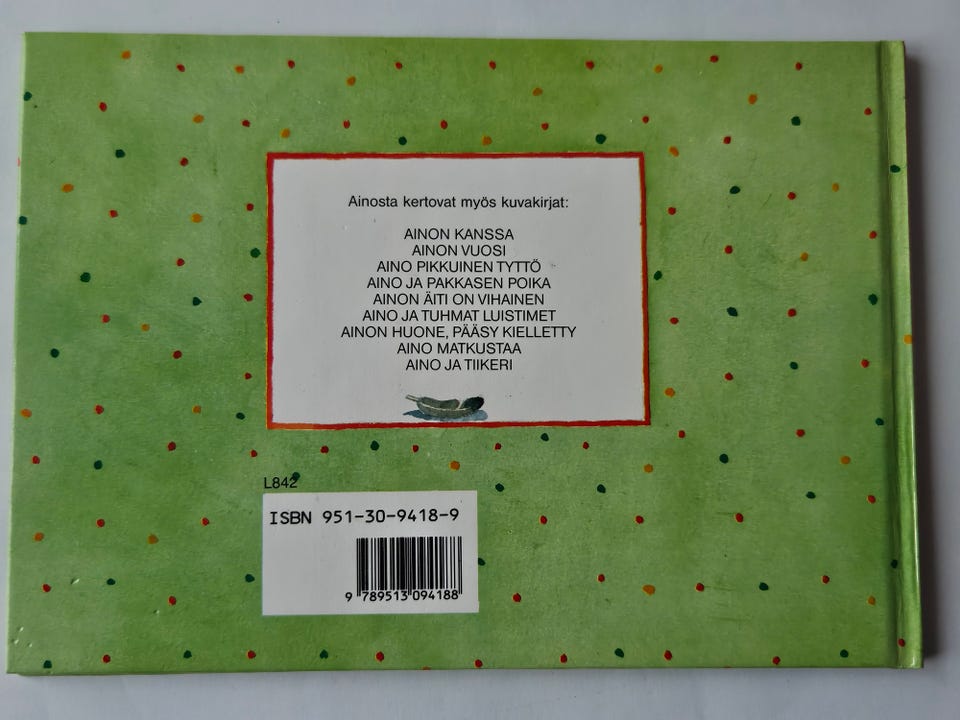 Ainosta kertovat myös kuvakirjat:
AINON KANSSA
AINON VUOSI
AINO PIKKUINEN TYTTÖ
AINO JA PAKKASEN POIKA
AINON ÄITI ON VIHAINEN
AINO JA TUHMAT LUISTIMET
AINON HUONE, PÄÄSY KIELLETTY
AINO MATKUSTAA
AINO JA TIIKERI
L842
ISBN 951-30-9418-9
9 789513 094188